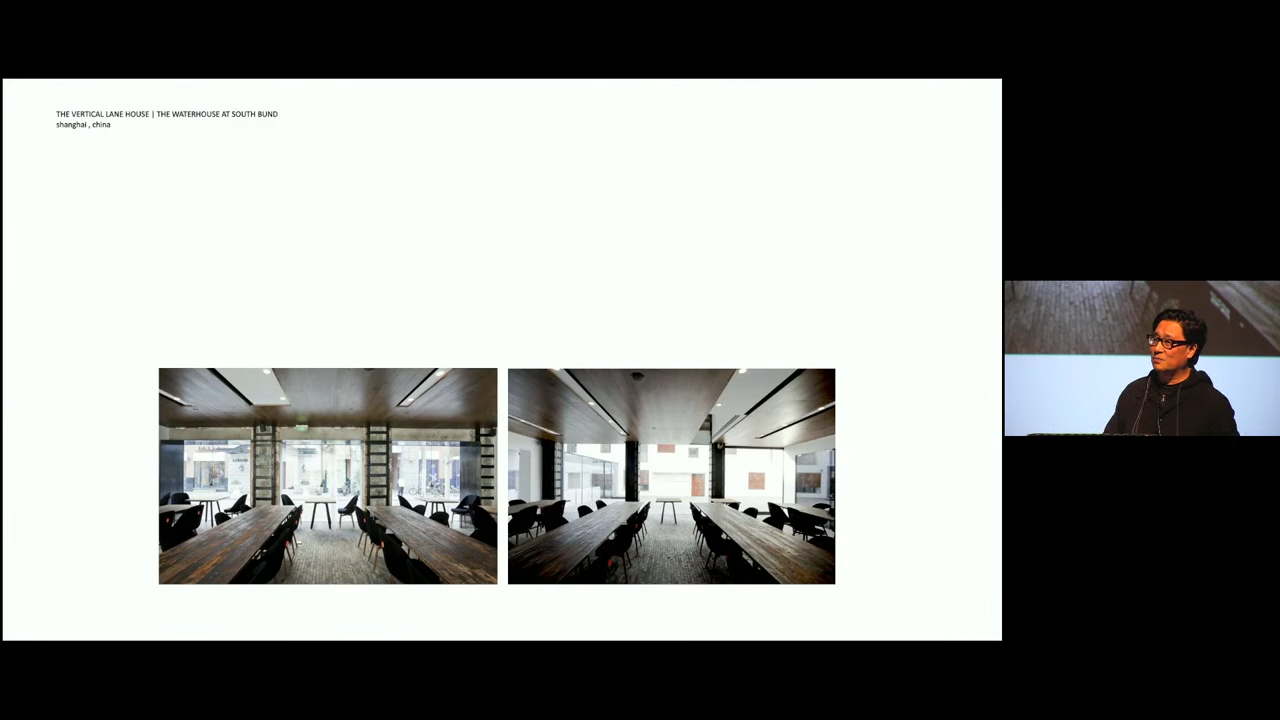 THE VERTICAL LANE HOUSE | THE WATERHOUSE AT SOUTH BUND
shanghai , china